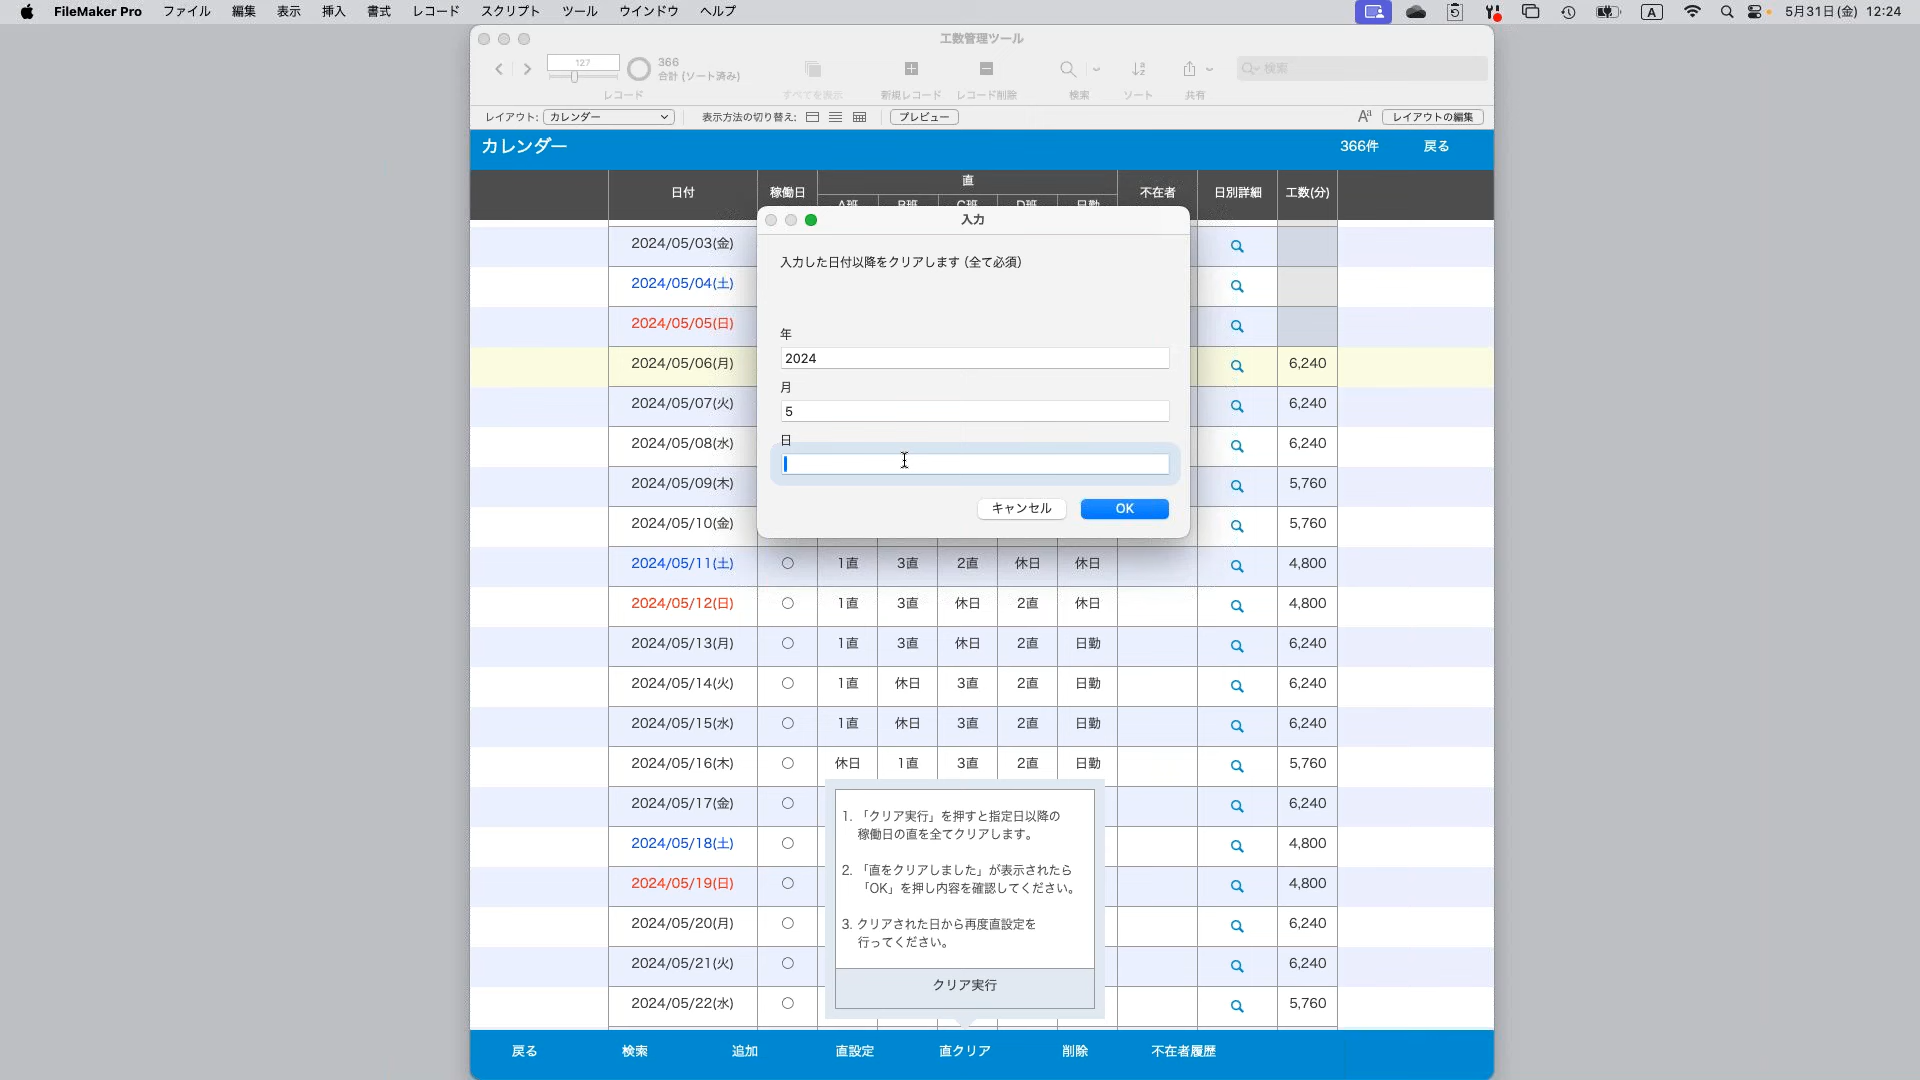 FileMaker Pro ファイル 編集 表示 挿入 書式 レコード スクリプト ツール ウインドウ ヘルプ A 5月31日(金) 12:24
工数管理ツール
127 366 合計 (ソート済み) 検索
レコード すべてを表示 新規レコード レコード削除 検索 ソート 共有
レイアウト: カレンダー 表示方法の切り替え: プレビュー Aª レイアウトの編集
カレンダー 366件 戻る
日付 稼働日 直 不在者 日別詳細 工数(分)
A班 B班 C班 D班 日勤
入力
入力した日付以降をクリアします (全て必須)
年
2024
月
5
日
キャンセル OK
2024/05/03(金)
2024/05/04(土)
2024/05/05(日)
2024/05/06(月) 6,240
2024/05/07(火) 6,240
2024/05/08(水) 6,240
2024/05/09(木) 5,760
2024/05/10(金) 5,760
2024/05/11(土) 〇 1直 3直 2直 休日 休日 4,800
2024/05/12(日) 〇 1直 3直 休日 2直 休日 4,800
2024/05/13(月) 〇 1直 3直 休日 2直 日勤 6,240
2024/05/14(火) 〇 1直 休日 3直 2直 日勤 6,240
2024/05/15(水) 〇 1直 休日 3直 2直 日勤 6,240
2024/05/16(木) 〇 休日 1直 3直 2直 日勤 5,760
2024/05/17(金) 〇 6,240
2024/05/18(土) 〇 4,800
2024/05/19(日) 〇 4,800
2024/05/20(月) 〇 6,240
2024/05/21(火) 〇 6,240
2024/05/22(水) 〇 5,760
1. 「クリア実行」を押すと指定日以降の
稼働日の直を全てクリアします。
2. 「直をクリアしました」が表示されたら
「OK」を押し内容を確認してください。
3. クリアされた日から再度直設定を
行ってください。
クリア実行
戻る 検索 追加 直設定 直クリア 削除 不在者履歴